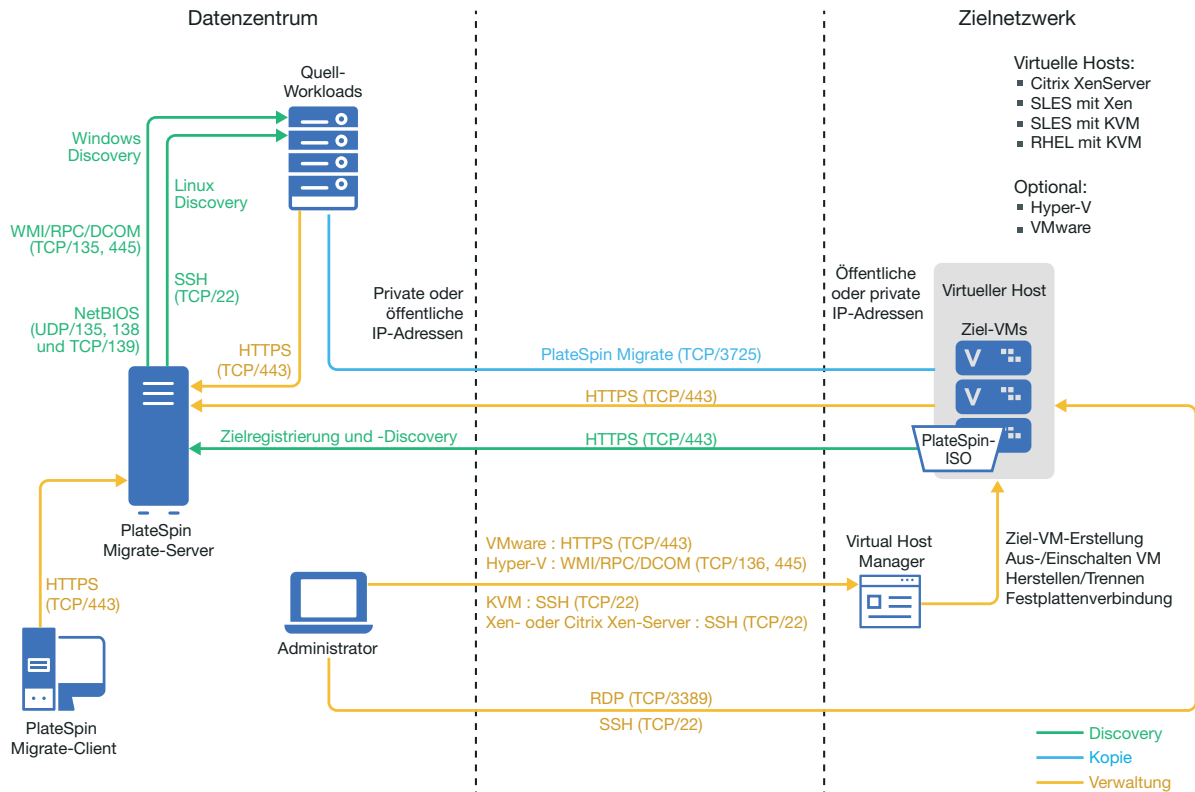 Datenzentrum
Zielnetzwerk
Quell-
Workloads
Virtuelle Hosts:
Citrix XenServer
SLES mit Xen
SLES mit KVM
RHEL mit KVM
Optional:
Hyper-V
VMware
Windows
Discovery
Linux
Discovery
WMI/RPC/DCOM
(TCP/135, 445)
SSH
(TCP/22)
NetBIOS
(UDP/135, 138
und TCP/139)
HTTPS
(TCP/443)
Private oder
öffentliche
IP-Adressen
Öffentliche
oder private
IP-Adressen
Virtueller Host
Ziel-VMs
V
V
PlateSpin-
ISO
PlateSpin Migrate (TCP/3725)
HTTPS (TCP/443)
Zielregistrierung und -Discovery
HTTPS (TCP/443)
PlateSpin
Migrate-Server
HTTPS
(TCP/443)
PlateSpin
Migrate-Client
Administrator
VMware : HTTPS (TCP/443)
Hyper-V : WMI/RPC/DCOM (TCP/136, 445)
KVM : SSH (TCP/22)
Xen- oder Citrix Xen-Server : SSH (TCP/22)
Virtual Host
Manager
Ziel-VM-Erstellung
Aus-/Einschalten VM
Herstellen/Trennen
Festplattenverbindung
RDP (TCP/3389)
SSH (TCP/22)
Discovery
Kopie
Verwaltung